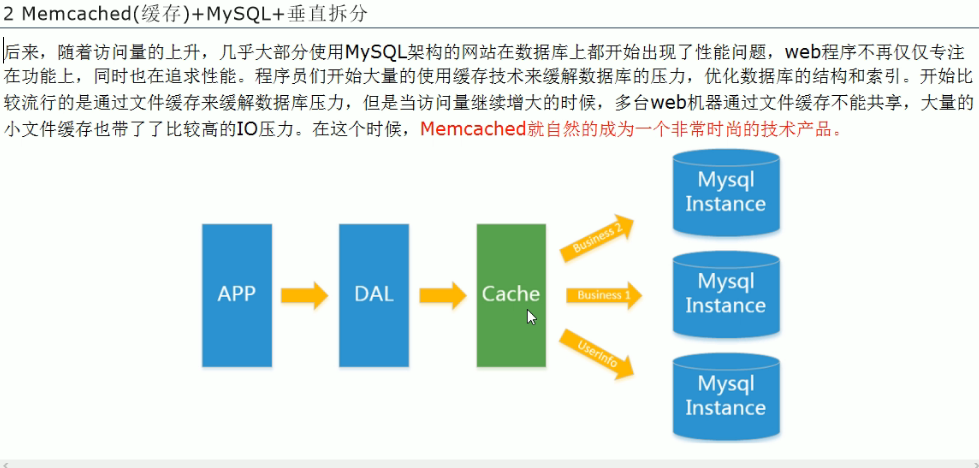 2 Memcached(缓存)+MySQL+垂直拆分
后来，随着访问量的上升，几乎大部分使用MySQL架构的网站在数据库上都开始出现了性能问题，web程序不再仅仅专注
在功能上，同时也在追求性能。程序员们开始大量的使用缓存技术来缓解数据库的压力，优化数据库的结构和索引。开始比
较流行的是通过文件缓存来缓解数据库压力，但是当访问量继续增大的时候，多台web机器通过文件缓存不能共享，大量的
小文件缓存也带了了比较高的IO压力。在这个时候，Memcached就自然的成为一个非常时尚的技术产品。
APP
DAL
Cache
Business 2
Business 1
UserInfo
Mysql
Instance
Mysql
Instance
Mysql
Instance